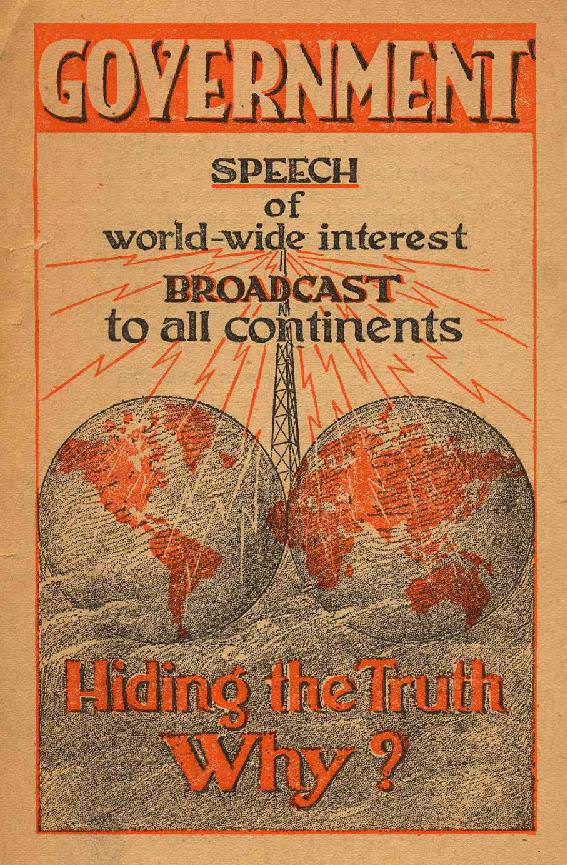 GOVERNMENT
SPEECH
of
world-wide interest
BROADCAST
to all continents
Hiding the Truth
Why?